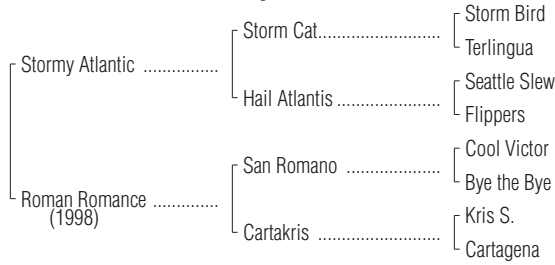 Storm Bird
Storm Cat...........................
Terlingua
Stormy Atlantic ................
Seattle Slew
Hail Atlantis ......................
Flippers
Cool Victor
San Romano ....................
Bye the Bye
Roman Romance ..............
(1998)
Kris S.
Cartakris ..........................
Cartagena